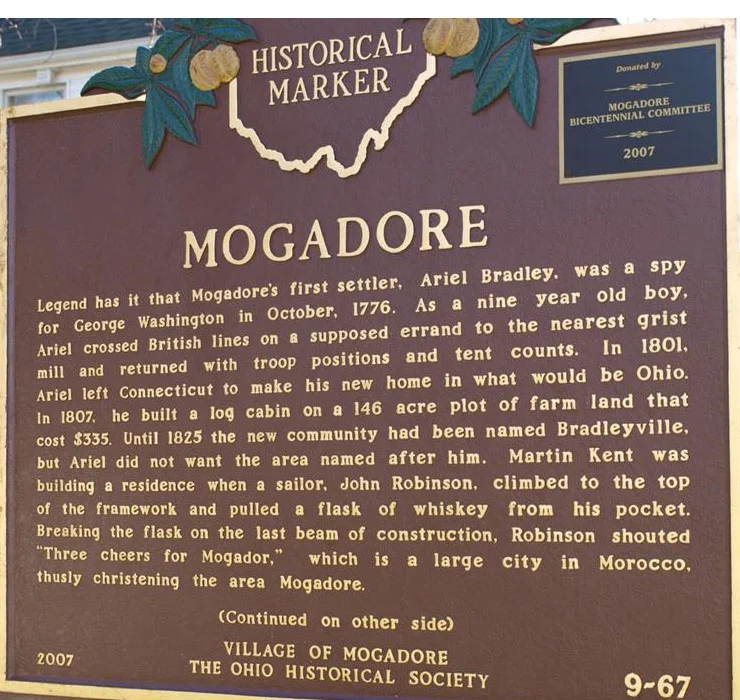 HISTORICAL
MARKER
Donated by
MOGADORE
BICENTENNIAL COMMITTEE
2007
MOGADORE
Legend has it that Mogadore's first settler, Ariel Bradley, was a spy
for George Washington in October, 1776. As a nine year old boy,
Ariel crossed British lines on a supposed errand to the nearest grist
mill and returned with troop positions and tent counts. In 1801,
Ariel left Connecticut to make his new home in what would be Ohio.
In 1807, he built a log cabin on a 146 acre plot of farm land that
cost $335. Until 1825 the new community had been named Bradleyville,
but Ariel did not want the area named after him. Martin Kent was
building a residence when a sailor, John Robinson, climbed to the top
of the framework and pulled a flask of whiskey from his pocket.
Breaking the flask on the last beam of construction, Robinson shouted
"Three cheers for Mogador," which is a large city in Morocco,
thusly christening the area Mogadore.
(Continued on other side)
VILLAGE OF MOGADORE
THE OHIO HISTORICAL SOCIETY
2007
9-67